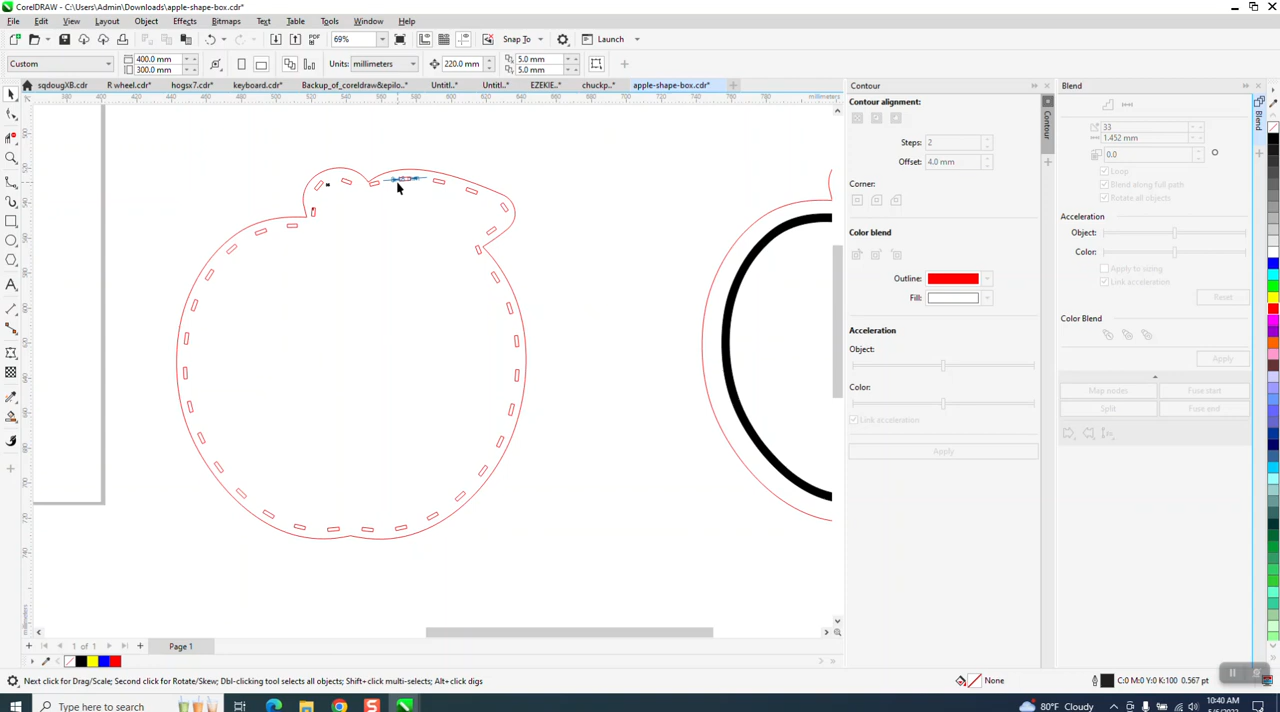 CorelDRAW - C:\Users\Admin\Downloads\apple-shape-box.cdr*
File Edit View Layout Object Effects Bitmaps Text Table Tools Window Help
PDF 69% Snap To Launch
Custom 400.0 mm 300.0 mm Units: millimeters 220.0 mm 5.0 mm 5.0 mm
sqdougXB.cdr R wheel.cdr* hogsx7.cdr* keyboard.cdr* Backup_of_coreldraw&epilo..* Untitl..* Untitl..* EZEKIE..* chuckp..* apple-shape-box.cdr*
millimeters
Contour
Contour alignment:
Steps: 2
Offset: 4.0 mm
Corner:
Color blend
Outline:
Fill:
Acceleration
Object:
Color:
Link acceleration
Apply
Contour
Blend
33
1.452 mm
0.0
Loop
Blend along full path
Rotate all objects
Acceleration
Object:
Color:
Apply to sizing
Link acceleration
Reset
Color Blend
Apply
Map nodes Fuse start
Split Fuse end
Blend
1 of 1 Page 1
Next click for Drag/Scale; Second click for Rotate/Skew; Dbl-clicking tool selects all objects; Shift+click multi-selects; Alt+click digs
None C:0 M:0 Y:0 K:100 0.567 pt
Type here to search
80°F Cloudy
10:40 AM